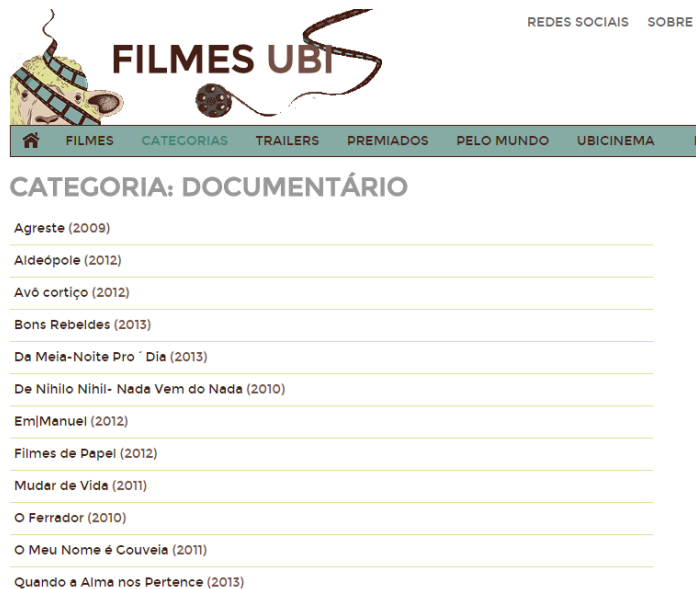 REDES SOCIAIS SOBRE
FILMES UBI
FILMES CATEGORIAS TRAILERS PREMIADOS PELO MUNDO UBICINEMA
CATEGORIA: DOCUMENTÁRIO
Agreste (2009)
Aldeópole (2012)
Avô cortiço (2012)
Bons Rebeldes (2013)
Da Meia-Noite Pro ´ Dia (2013)
De Nihilo Nihil- Nada Vem do Nada (2010)
Em|Manuel (2012)
Filmes de Papel (2012)
Mudar de Vida (2011)
O Ferrador (2010)
O Meu Nome é Gouveia (2011)
Quando a Alma nos Pertence (2013)